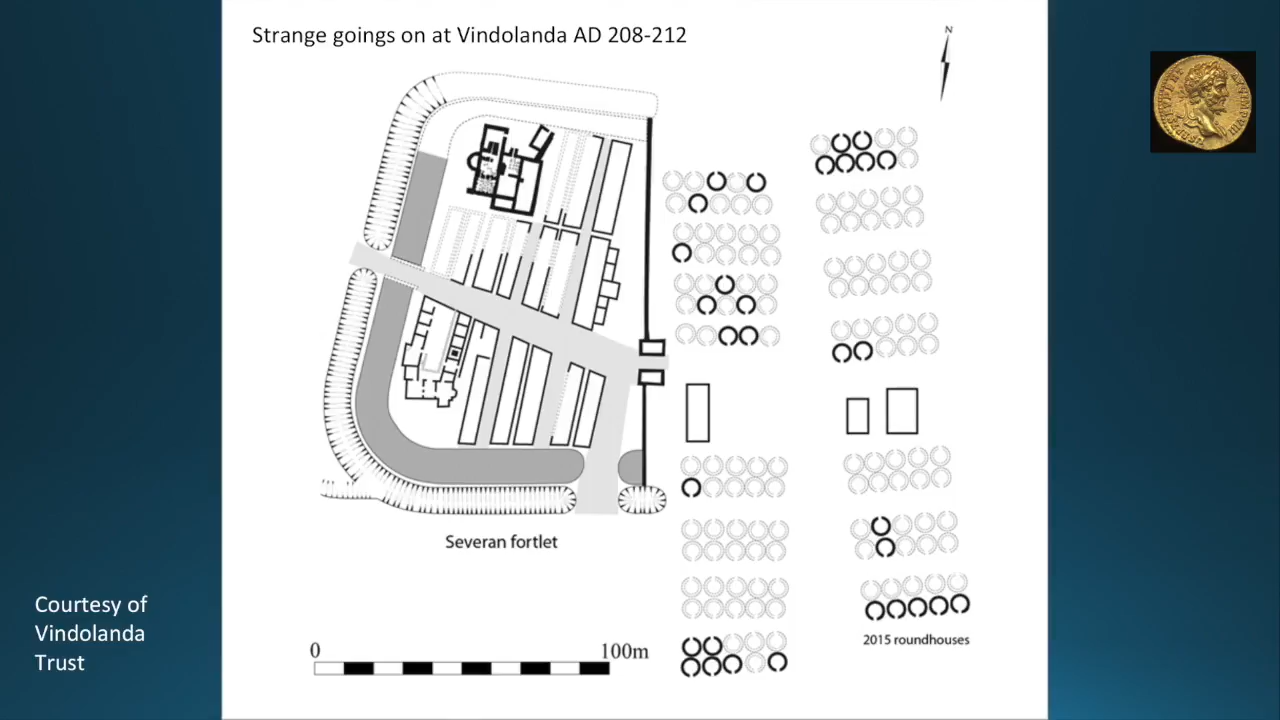 Strange goings on at Vindolanda AD 208-212
N
Severan fortlet
2015 roundhouses
0 100m
Courtesy of
Vindolanda
Trust